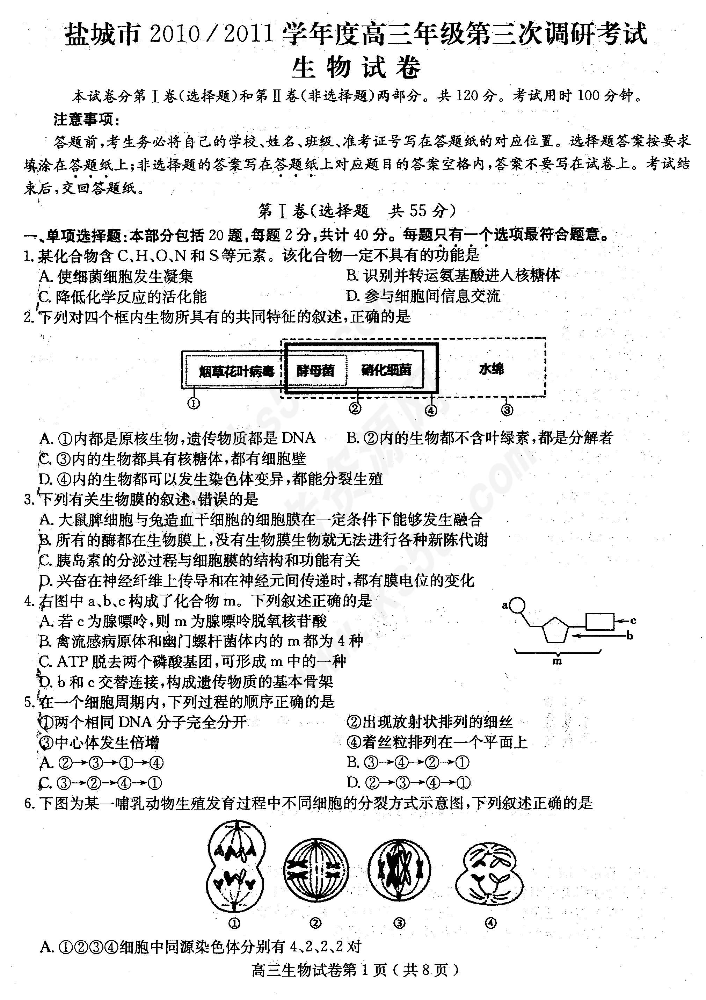 盐城市 2010／2011 学年度高三年级第三次调研考试
生 物 试 卷
本试卷分第Ⅰ卷(选择题)和第Ⅱ卷(非选择题)两部分。共 120 分。考试用时 100 分钟。
注意事项:
答题前,考生务必将自己的学校、姓名、班级、准考证号写在答题纸的对应位置。选择题答案按要求
填涂在答题纸上;非选择题的答案写在答题纸上对应题目的答案空格内,答案不要写在试卷上。考试结
束后,交回答题纸。
第Ⅰ卷(选择题 共 55 分)
一、单项选择题:本部分包括 20 题,每题 2 分,共计 40 分。每题只有一个选项最符合题意。
1. 某化合物含 C、H、O、N 和 S 等元素。该化合物一定不具有的功能是
A. 使细菌细胞发生凝集 B. 识别并转运氨基酸进入核糖体
C. 降低化学反应的活化能 D. 参与细胞间信息交流
2. 下列对四个框内生物所具有的共同特征的叙述,正确的是
烟草花叶病毒 酵母菌 硝化细菌 水绵
① ② ④ ③
A. ①内都是原核生物,遗传物质都是 DNA B. ②内的生物都不含叶绿素,都是分解者
C. ③内的生物都具有核糖体,都有细胞壁
D. ④内的生物都可以发生染色体变异,都能分裂生殖
3. 下列有关生物膜的叙述,错误的是
A. 大鼠脾细胞与兔造血干细胞的细胞膜在一定条件下能够发生融合
B. 所有的酶都在生物膜上,没有生物膜生物就无法进行各种新陈代谢
C. 胰岛素的分泌过程与细胞膜的结构和功能有关
D. 兴奋在神经纤维上传导和在神经元间传递时,都有膜电位的变化
4. 右图中 a、b、c 构成了化合物 m。下列叙述正确的是
a
A. 若 c 为腺嘌呤,则 m 为腺嘌呤脱氧核苷酸
c
B. 禽流感病原体和幽门螺杆菌体内的 m 都为 4 种
b
C. ATP 脱去两个磷酸基团,可形成 m 中的一种
m
D. b 和 c 交替连接,构成遗传物质的基本骨架
5. 在一个细胞周期内,下列过程的顺序正确的是
①两个相同 DNA 分子完全分开 ②出现放射状排列的细丝
③中心体发生倍增 ④着丝粒排列在一个平面上
A. ②→③→①→④ B. ③→④→②→①
C. ③→②→④→① D. ②→③→④→①
6. 下图为某一哺乳动物生殖发育过程中不同细胞的分裂方式示意图,下列叙述正确的是
① ② ③ ④
A. ①②③④细胞中同源染色体分别有 4、2、2、2 对
高三生物试卷第 1 页 ( 共 8 页 )